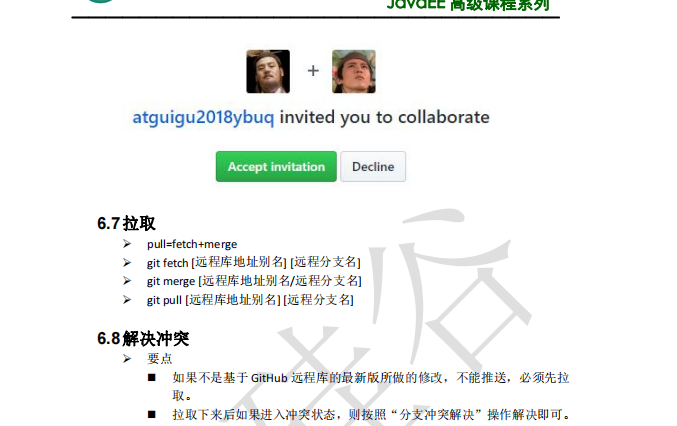 JavaEE 高级课程系列
+
atguigu2018ybuq invited you to collaborate
Accept invitation Decline
6.7拉取
➢ pull=fetch+merge
➢ git fetch [远程库地址别名] [远程分支名]
➢ git merge [远程库地址别名/远程分支名]
➢ git pull [远程库地址别名] [远程分支名]
6.8解决冲突
➢ 要点
■ 如果不是基于 GitHub 远程库的最新版所做的修改，不能推送，必须先拉
取。
■ 拉取下来后如果进入冲突状态，则按照“分支冲突解决”操作解决即可。
谷